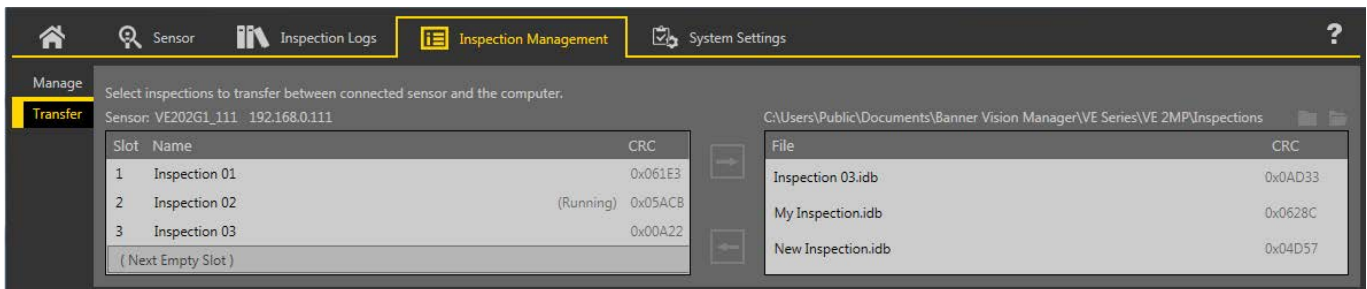 Sensor Inspection Logs Inspection Management System Settings ?
Manage
Transfer
Select inspections to transfer between connected sensor and the computer.
Sensor: VE202G1_111 192.168.0.111
Slot Name CRC
1 Inspection 01 0x061E3
2 Inspection 02 (Running) 0x05ACB
3 Inspection 03 0x00A22
( Next Empty Slot )
C:\Users\Public\Documents\Banner Vision Manager\VE Series\VE 2MP\Inspections
File CRC
Inspection 03.idb 0x0AD33
My Inspection.idb 0x0628C
New Inspection.idb 0x04D57